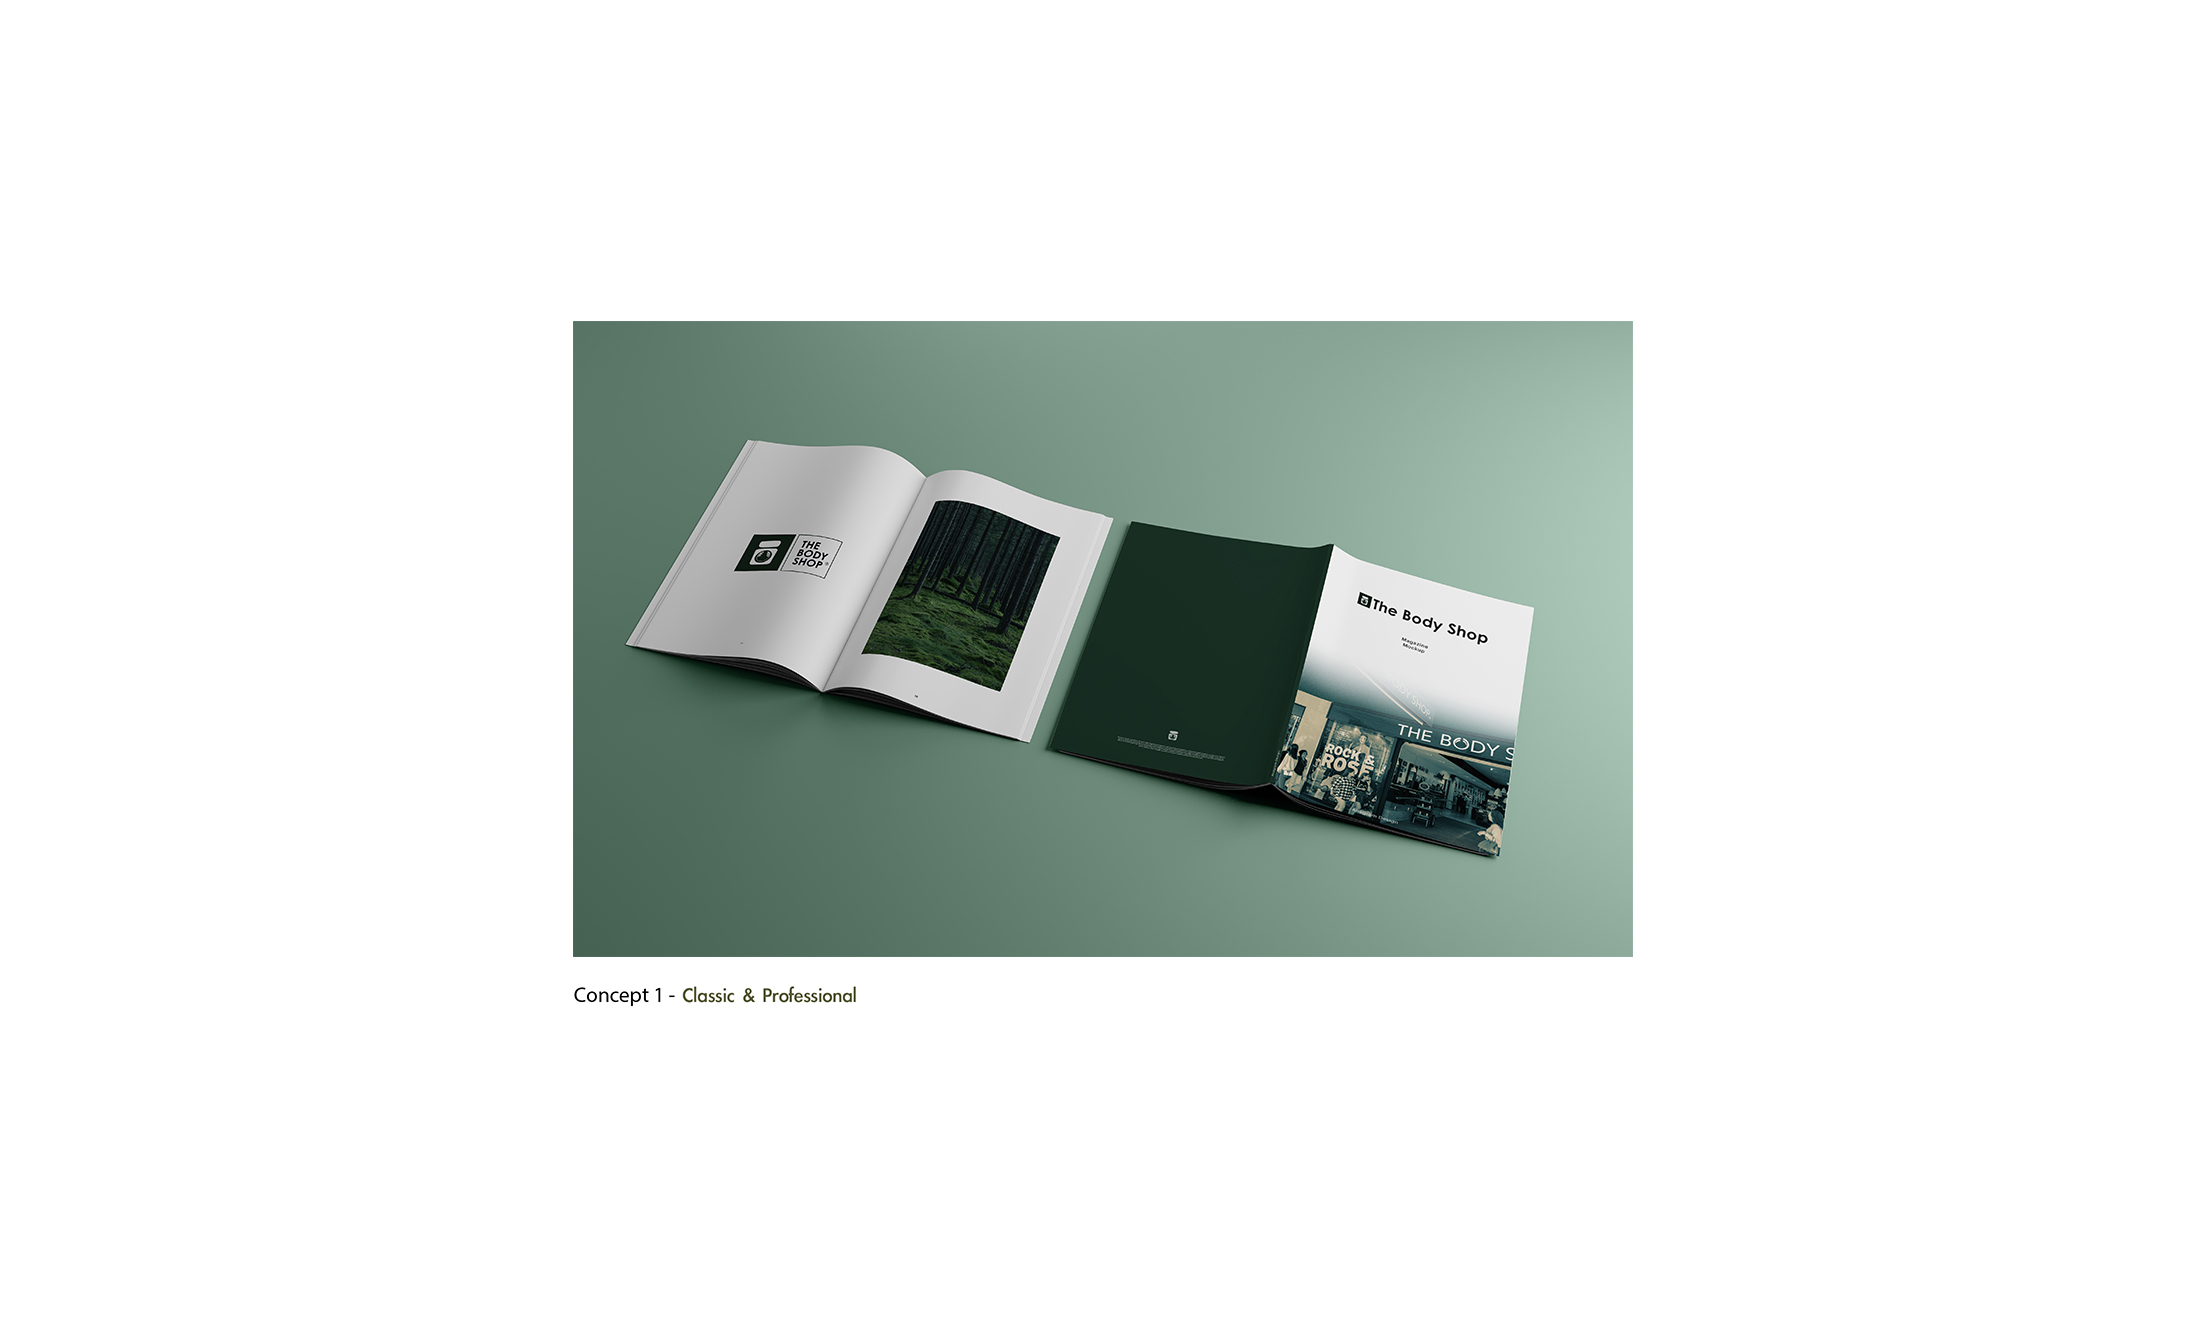 THE
BODY
SHOP®
The Body Shop
Magazine
Mockup
THE BODY S
ROCK &
ROSE
Concept 1 - Classic & Professional